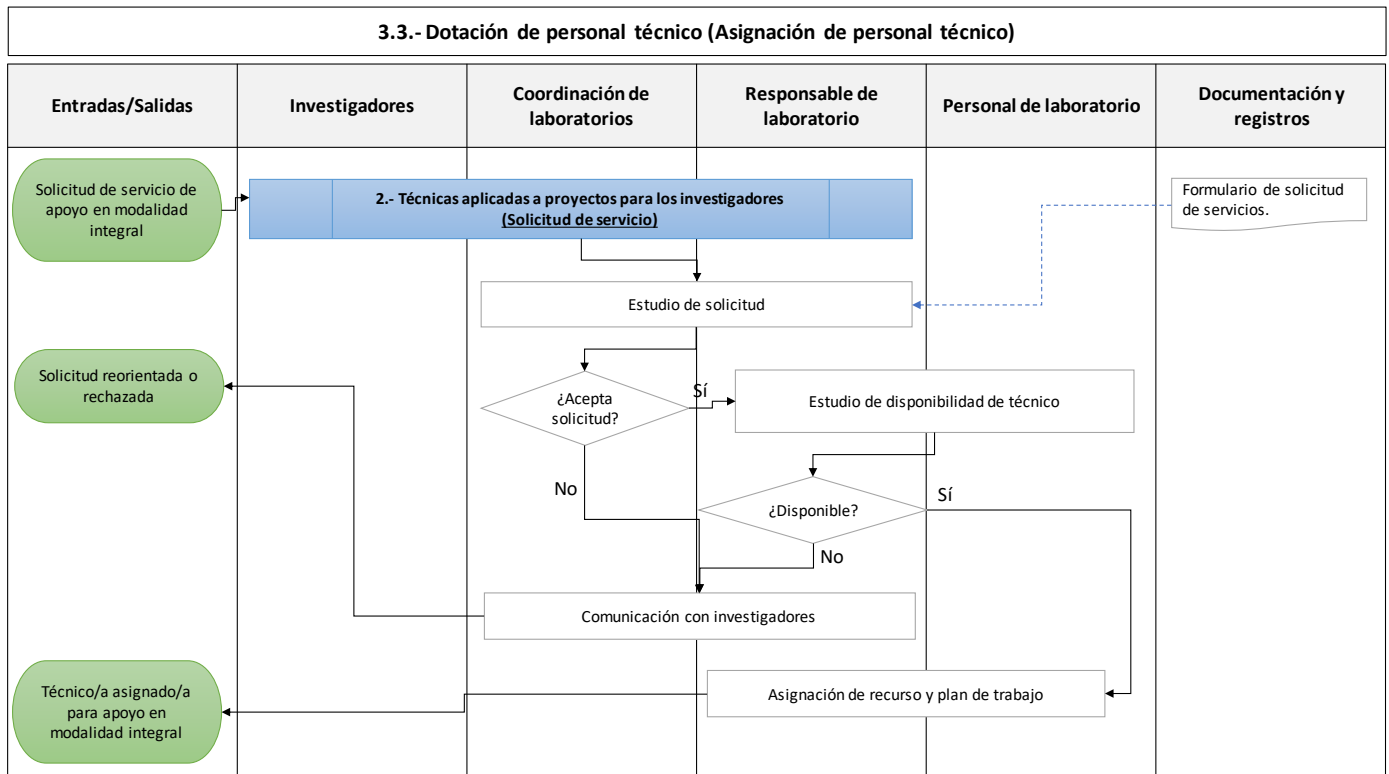 3.3.- Dotación de personal técnico (Asignación de personal técnico)
Entradas/Salidas
Investigadores
Coordinación de
laboratorios
Responsable de
laboratorio
Personal de laboratorio
Documentación y
registros
Solicitud de servicio de
apoyo en modalidad
integral
2.- Técnicas aplicadas a proyectos para los investigadores
(Solicitud de servicio)
Formulario de solicitud
de servicios.
Estudio de solicitud
Solicitud reorientada o
rechazada
¿Acepta
solicitud?
Sí
Estudio de disponibilidad de técnico
No
¿Disponible?
Sí
No
Comunicación con investigadores
Técnico/a asignado/a
para apoyo en
modalidad integral
Asignación de recurso y plan de trabajo